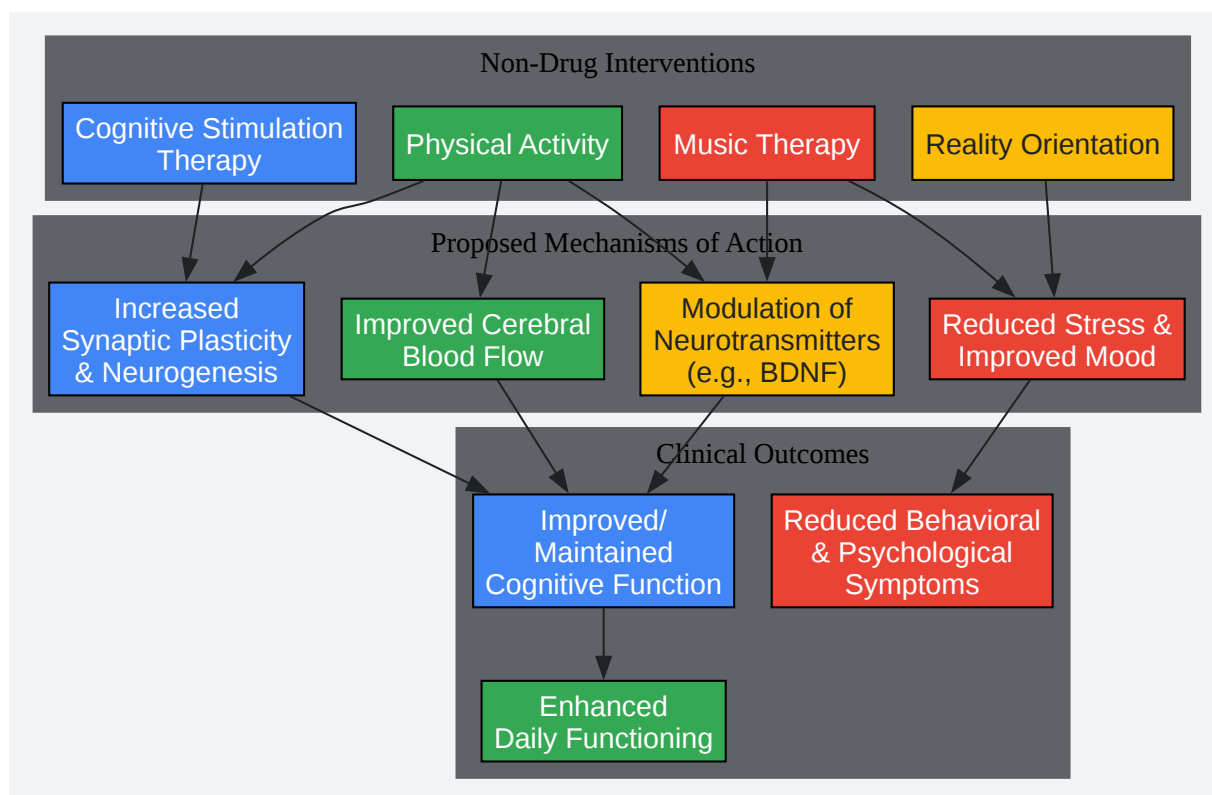 Non-Drug Interventions
Cognitive Stimulation
Therapy
Physical Activity
Music Therapy
Reality Orientation
Proposed Mechanisms of Action
Increased
Synaptic Plasticity
& Neurogenesis
Improved Cerebral
Blood Flow
Modulation of
Neurotransmitters
(e.g., BDNF)
Reduced Stress &
Improved Mood
Clinical Outcomes
Improved/
Maintained
Cognitive Function
Reduced Behavioral
& Psychological
Symptoms
Enhanced
Daily Functioning